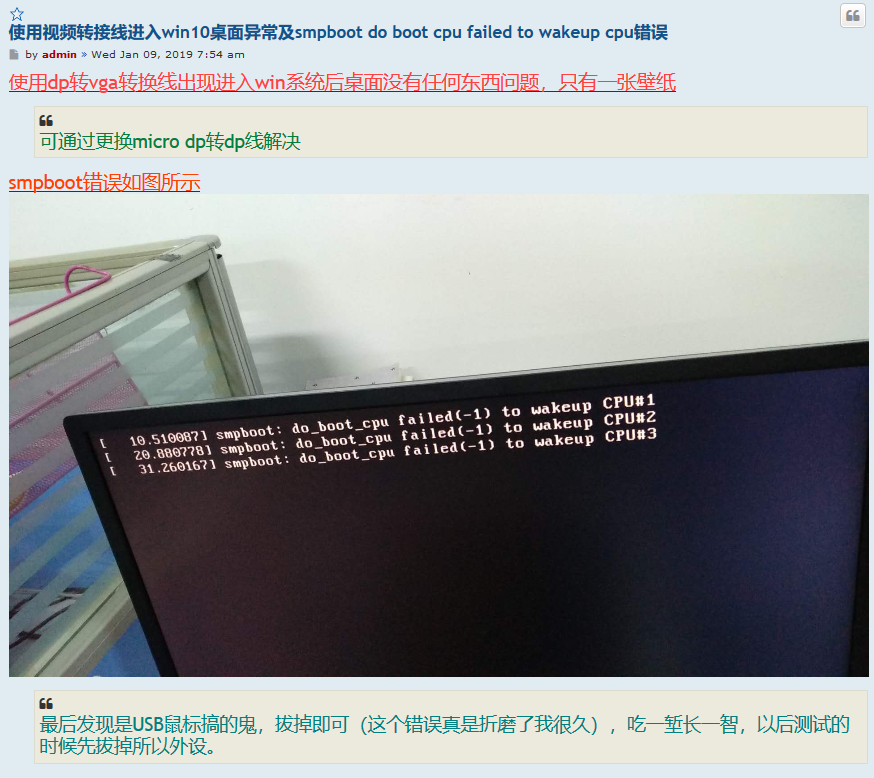 使用视频转接线进入win10桌面异常及smpboot do boot cpu failed to wakeup cpu错误
by admin » Wed Jan 09, 2019 7:54 am
使用dp转vga转换线出现进入win系统后桌面没有任何东西问题，只有一张壁纸
可通过更换micro dp转dp线解决
smpboot错误如图所示
[   10.510087] smpboot: do_boot_cpu failed(-1) to wakeup CPU#1
[   20.880778] smpboot: do_boot_cpu failed(-1) to wakeup CPU#2
[   31.260167] smpboot: do_boot_cpu failed(-1) to wakeup CPU#3
最后发现是USB鼠标搞的鬼，拔掉即可（这个错误真是折磨了我很久），吃一堑长一智，以后测试的
时候先拔掉所以外设。